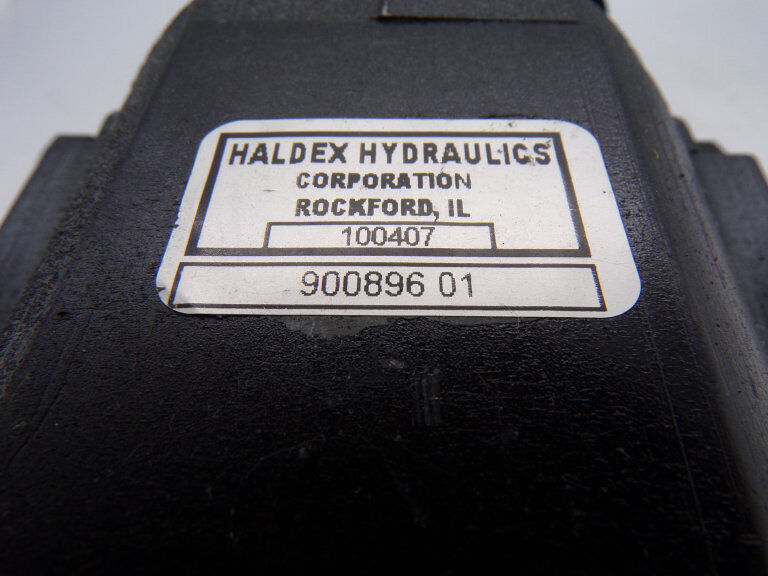 HALDEX HYDRAULICS
CORPORATION
ROCKFORD, IL
100407
900896 01